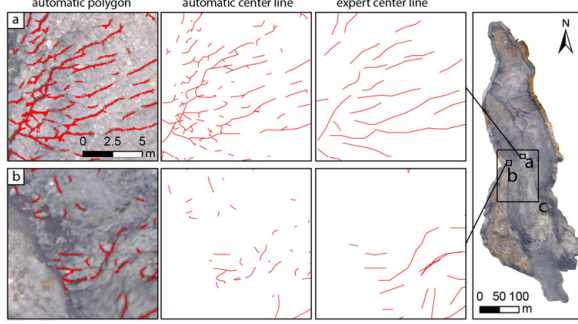 automatic polygon automatic center line expert center line
a
N
0 2.5 5
m
a
b
b
c
0 50 100
m